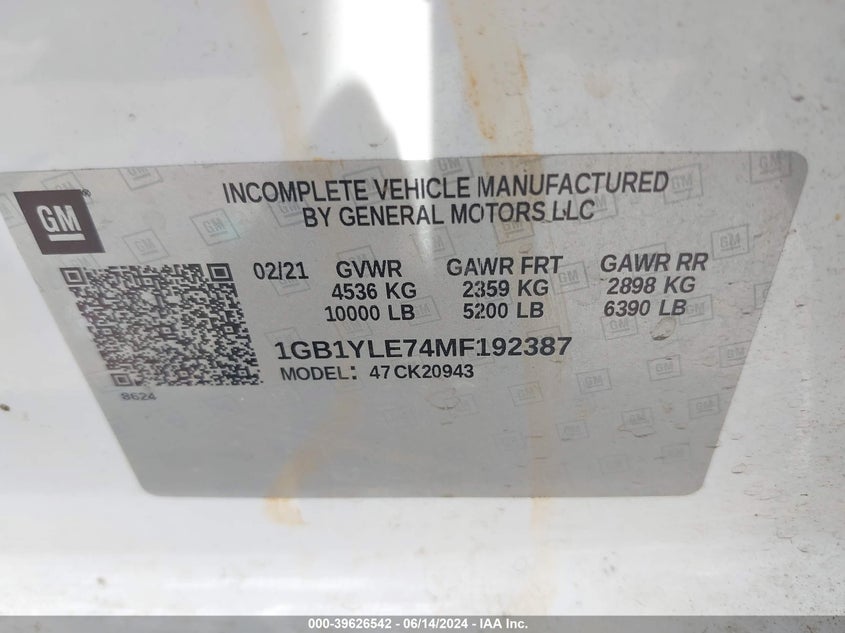 GM
INCOMPLETE VEHICLE MANUFACTURED
BY GENERAL MOTORS LLC
02/21 GVWR GAWR FRT GAWR RR
4536 KG 2359 KG 2898 KG
10000 LB 5200 LB 6390 LB
1GB1YLE74MF192387
MODEL: 47CK20943
8624
000-39626542 - 06/14/2024 - IAA Inc.